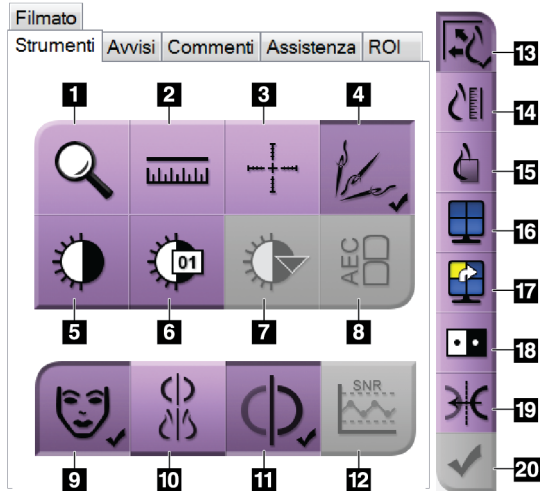 Filmato
Strumenti Avvisi Commenti Assistenza ROI
1 2 3 4
01
AEC
5 6 7 8
SNR
9 10 11 12
13
14
15
16
17
18
19
20